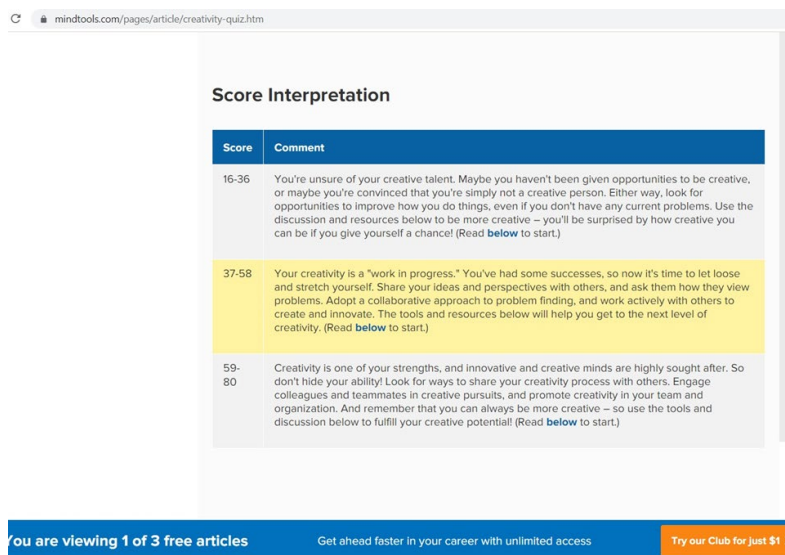 mindtools.com/pages/article/creativity-quiz.htm
Score Interpretation
Score Comment
16-36 You're unsure of your creative talent. Maybe you haven't been given opportunities to be creative,
or maybe you're convinced that you're simply not a creative person. Either way, look for
opportunities to improve how you do things, even if you don't have any current problems. Use the
discussion and resources below to be more creative – you'll be surprised by how creative you
can be if you give yourself a chance! (Read below to start.)
37-58 Your creativity is a "work in progress." You've had some successes, so now it's time to let loose
and stretch yourself. Share your ideas and perspectives with others, and ask them how they view
problems. Adopt a collaborative approach to problem finding, and work actively with others to
create and innovate. The tools and resources below will help you get to the next level of
creativity. (Read below to start.)
59- Creativity is one of your strengths, and innovative and creative minds are highly sought after. So
80 don't hide your ability! Look for ways to share your creativity process with others. Engage
colleagues and teammates in creative pursuits, and promote creativity in your team and
organization. And remember that you can always be more creative – so use the tools and
discussion below to fulfill your creative potential! (Read below to start.)
You are viewing 1 of 3 free articles Get ahead faster in your career with unlimited access Try our Club for just $1